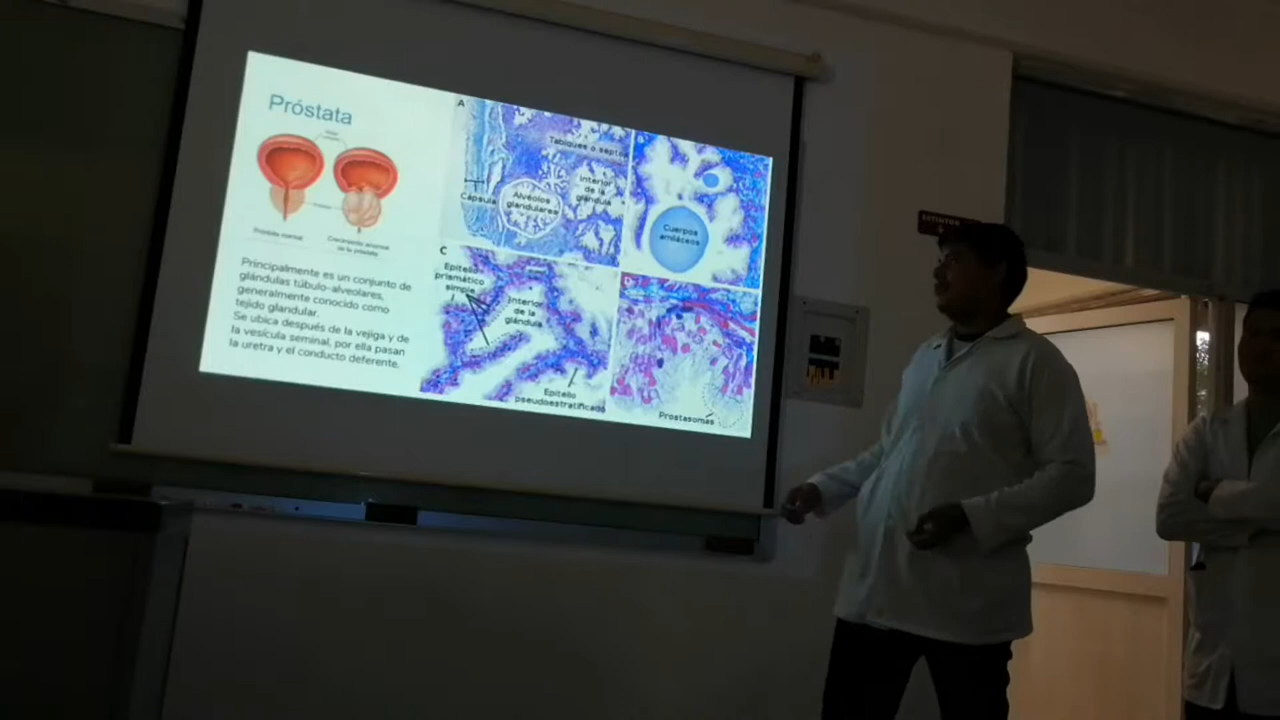 Próstata
Próstata normal
Crecimiento anormal
de la próstata
Principalmente es un conjunto de
glándulas túbulo-alveolares,
generalmente conocido como
tejido glandular.
Se ubica después de la vejiga y de
la vesícula seminal, por ella pasan
la uretra y el conducto deferente.
A
Tabiques o septos
Interior
de la
glándula
Cápsula
Alvéolos
glandulares
B
Cuerpos
amiláceos
C
Epitelio
prismático
simple
Interior
de la
glándula
Epitelio
pseudoestratificado
D
Prostasomas